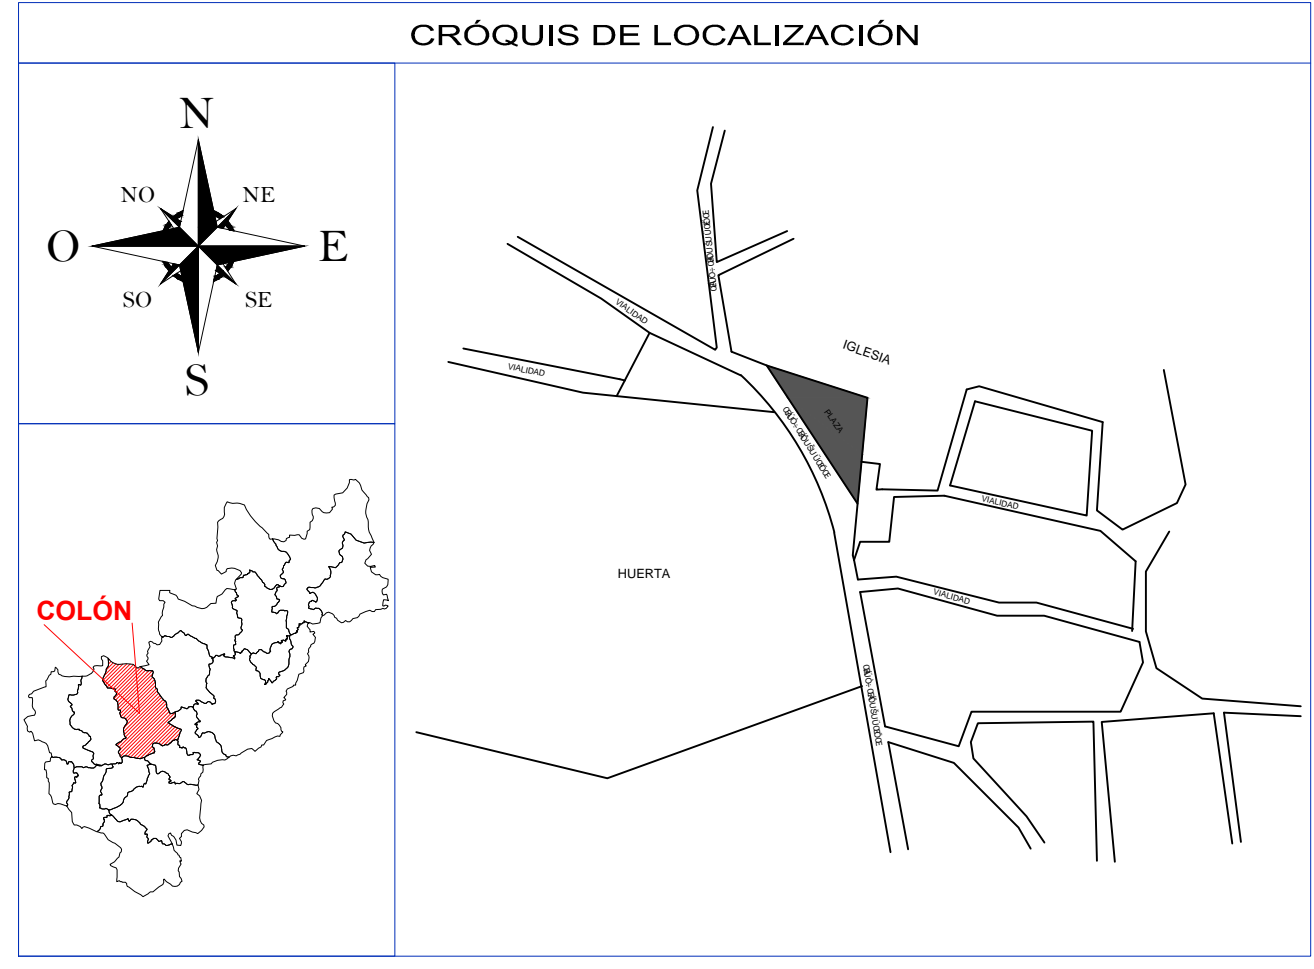 CRÓQUIS DE LOCALIZACIÓN
N
NO
NE
O
E
SO
SE
S
COLÓN
VIALIDAD
VIALIDAD
IGLESIA
PLAZA
VIALIDAD
HUERTA
VIALIDAD